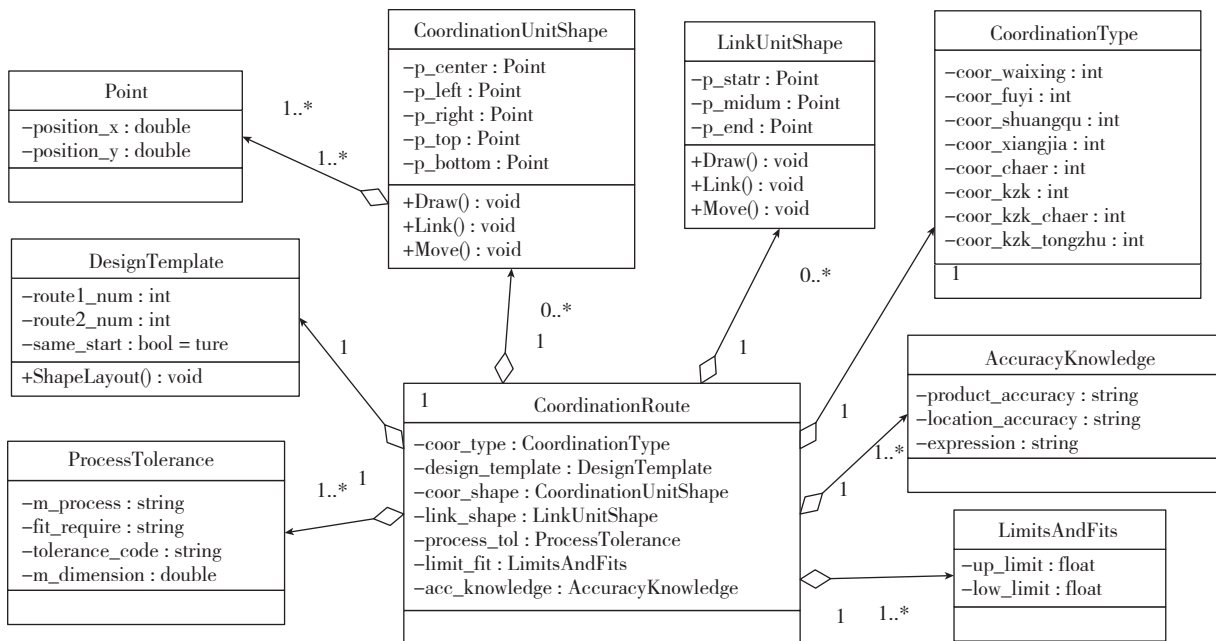 CoordinationUnitShape
−p_center : Point
−p_left : Point
−p_right : Point
−p_top : Point
−p_bottom : Point
+Draw() : void
+Link() : void
+Move() : void
LinkUnitShape
−p_statr : Point
−p_midum : Point
−p_end : Point
+Draw() : void
+Link() : void
+Move() : void
CoordinationType
−coor_waixing : int
−coor_fuyi : int
−coor_shuangqu : int
−coor_xiangjia : int
−coor_chaer : int
−coor_kzk : int
−coor_kzk_chaer : int
−coor_kzk_tongzhu : int
1
Point
−position_x : double
−position_y : double
1..*
1..*
DesignTemplate
−route1_num : int
−route2_num : int
−same_start : bool = ture
+ShapeLayout() : void
1
0..*
1
0..*
1
1
AccuracyKnowledge
−product_accuracy : string
−location_accuracy : string
−expression : string
1..*
1
ProcessTolerance
−m_process : string
−fit_require : string
−tolerance_code : string
−m_dimension : double
1..*
1
1
CoordinationRoute
−coor_type : CoordinationType
−design_template : DesignTemplate
−coor_shape : CoordinationUnitShape
−link_shape : LinkUnitShape
−process_tol : ProcessTolerance
−limit_fit : LimitsAndFits
−acc_knowledge : AccuracyKnowledge
LimitsAndFits
−up_limit : float
−low_limit : float
1
1..*